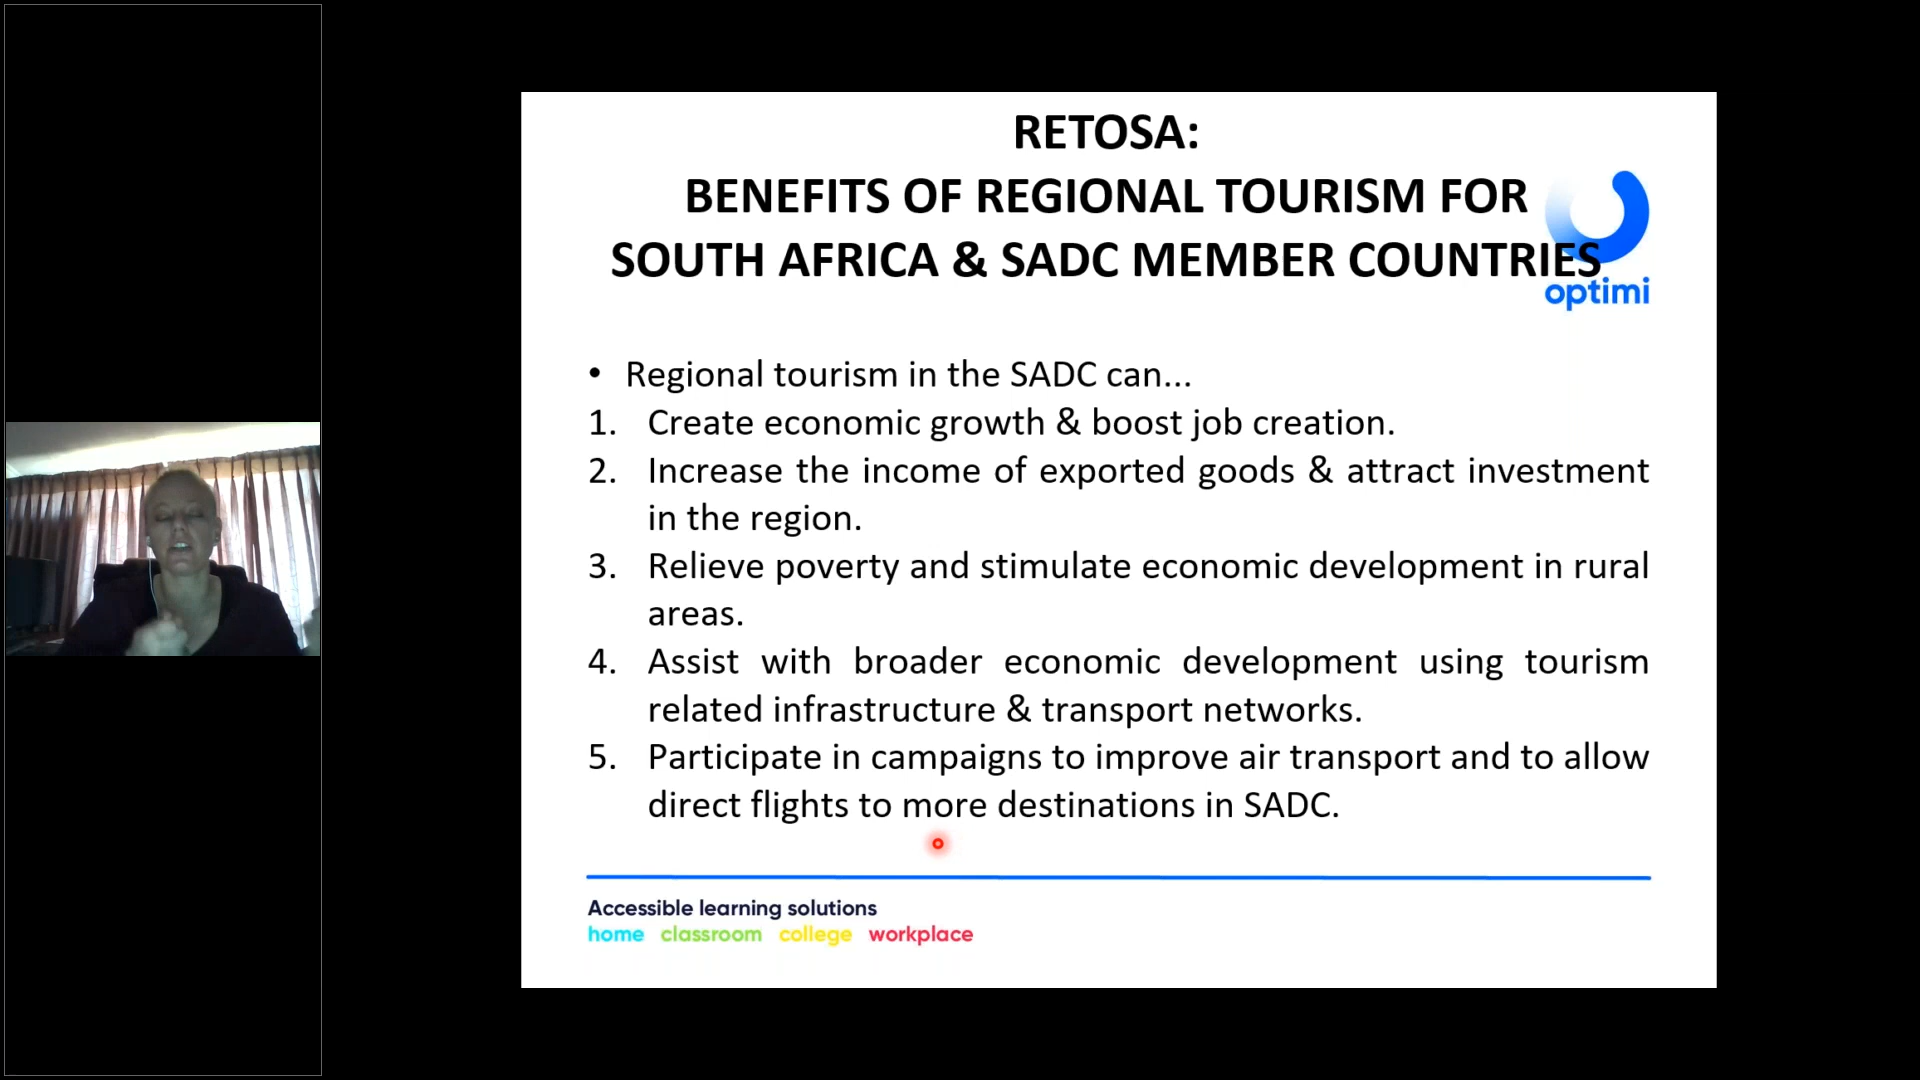 RETOSA:
BENEFITS OF REGIONAL TOURISM FOR
SOUTH AFRICA & SADC MEMBER COUNTRIES
optimi
• Regional tourism in the SADC can...
1. Create economic growth & boost job creation.
2. Increase the income of exported goods & attract investment
in the region.
3. Relieve poverty and stimulate economic development in rural
areas.
4. Assist with broader economic development using tourism
related infrastructure & transport networks.
5. Participate in campaigns to improve air transport and to allow
direct flights to more destinations in SADC.
Accessible learning solutions
home classroom college workplace